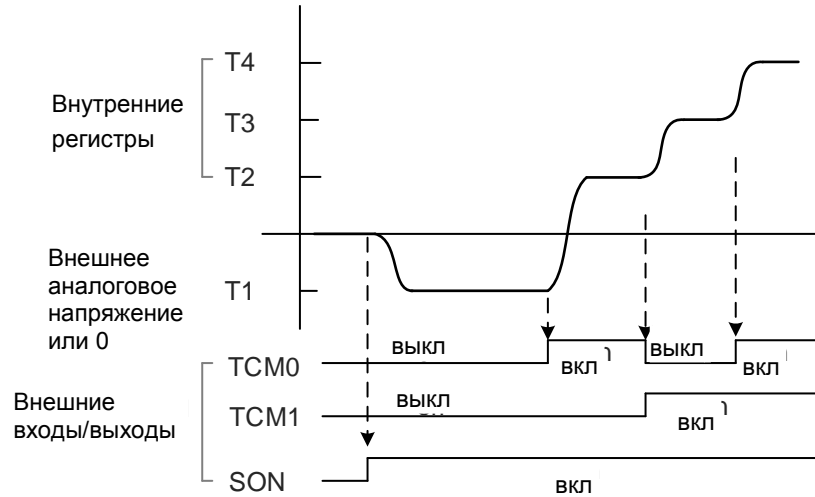 T4
Внутренние
регистры
T3
T2
Внешнее
аналоговое
напряжение
или 0
T1
TCM0
выкл
вкл
выкл
вкл
Внешние
входы/выходы
TCM1
выкл
вкл
SON
вкл